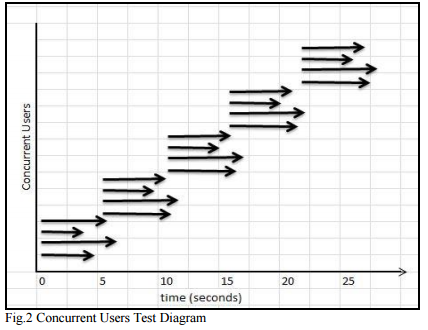 Concurrent Users
0 5 10 15 20 25
time (seconds)
Fig.2 Concurrent Users Test Diagram